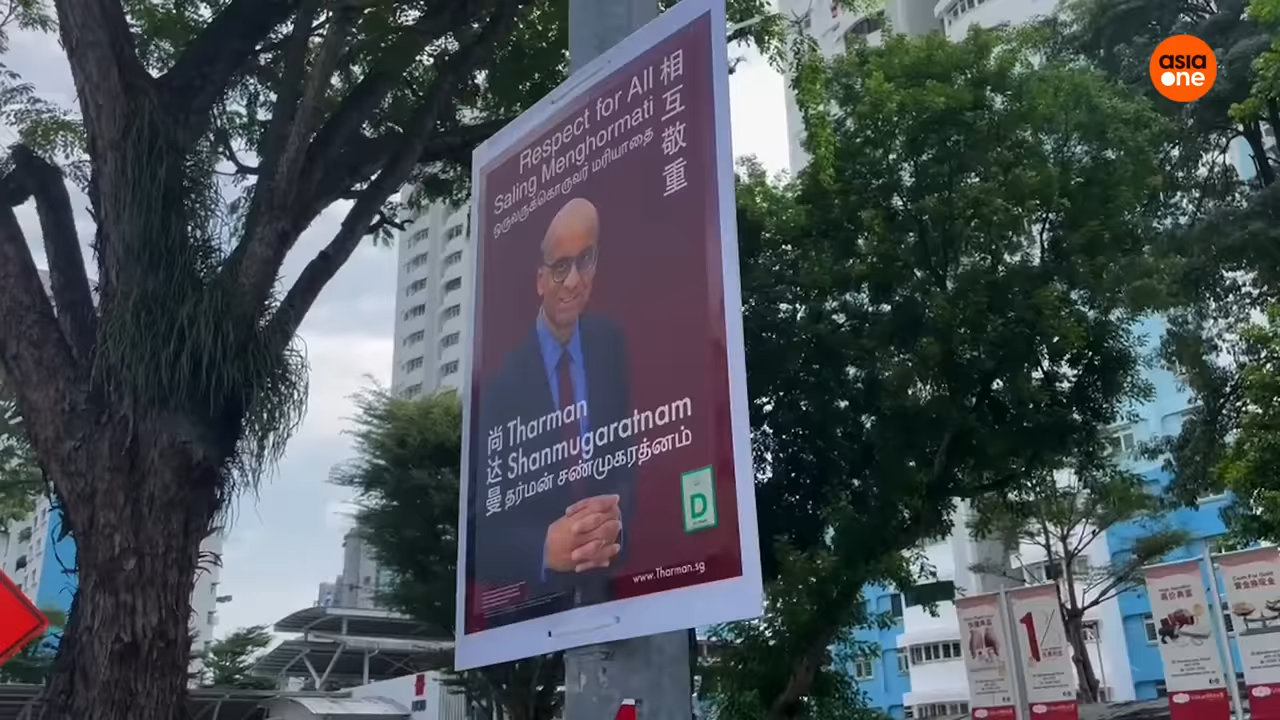 asia
one
Respect for All
Saling Menghormati
ஒருவருக்கொருவர் மரியாதை
相互敬重
尚达曼
Tharman
Shanmugaratnam
தர்மன் சண்முகரத்னம்
D
www.Tharman.sg
1